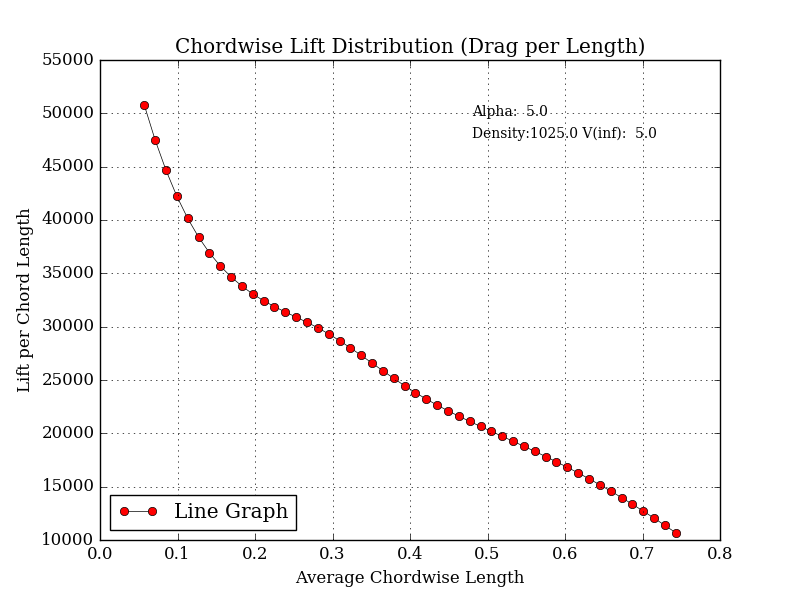 Chordwise Lift Distribution (Drag per Length)
55000
50000
45000
40000
35000
30000
25000
20000
15000
10000
Lift per Chord Length
Alpha:  5.0
Density:1025.0 V(inf):  5.0
Line Graph
0.0 0.1 0.2 0.3 0.4 0.5 0.6 0.7 0.8
Average Chordwise Length